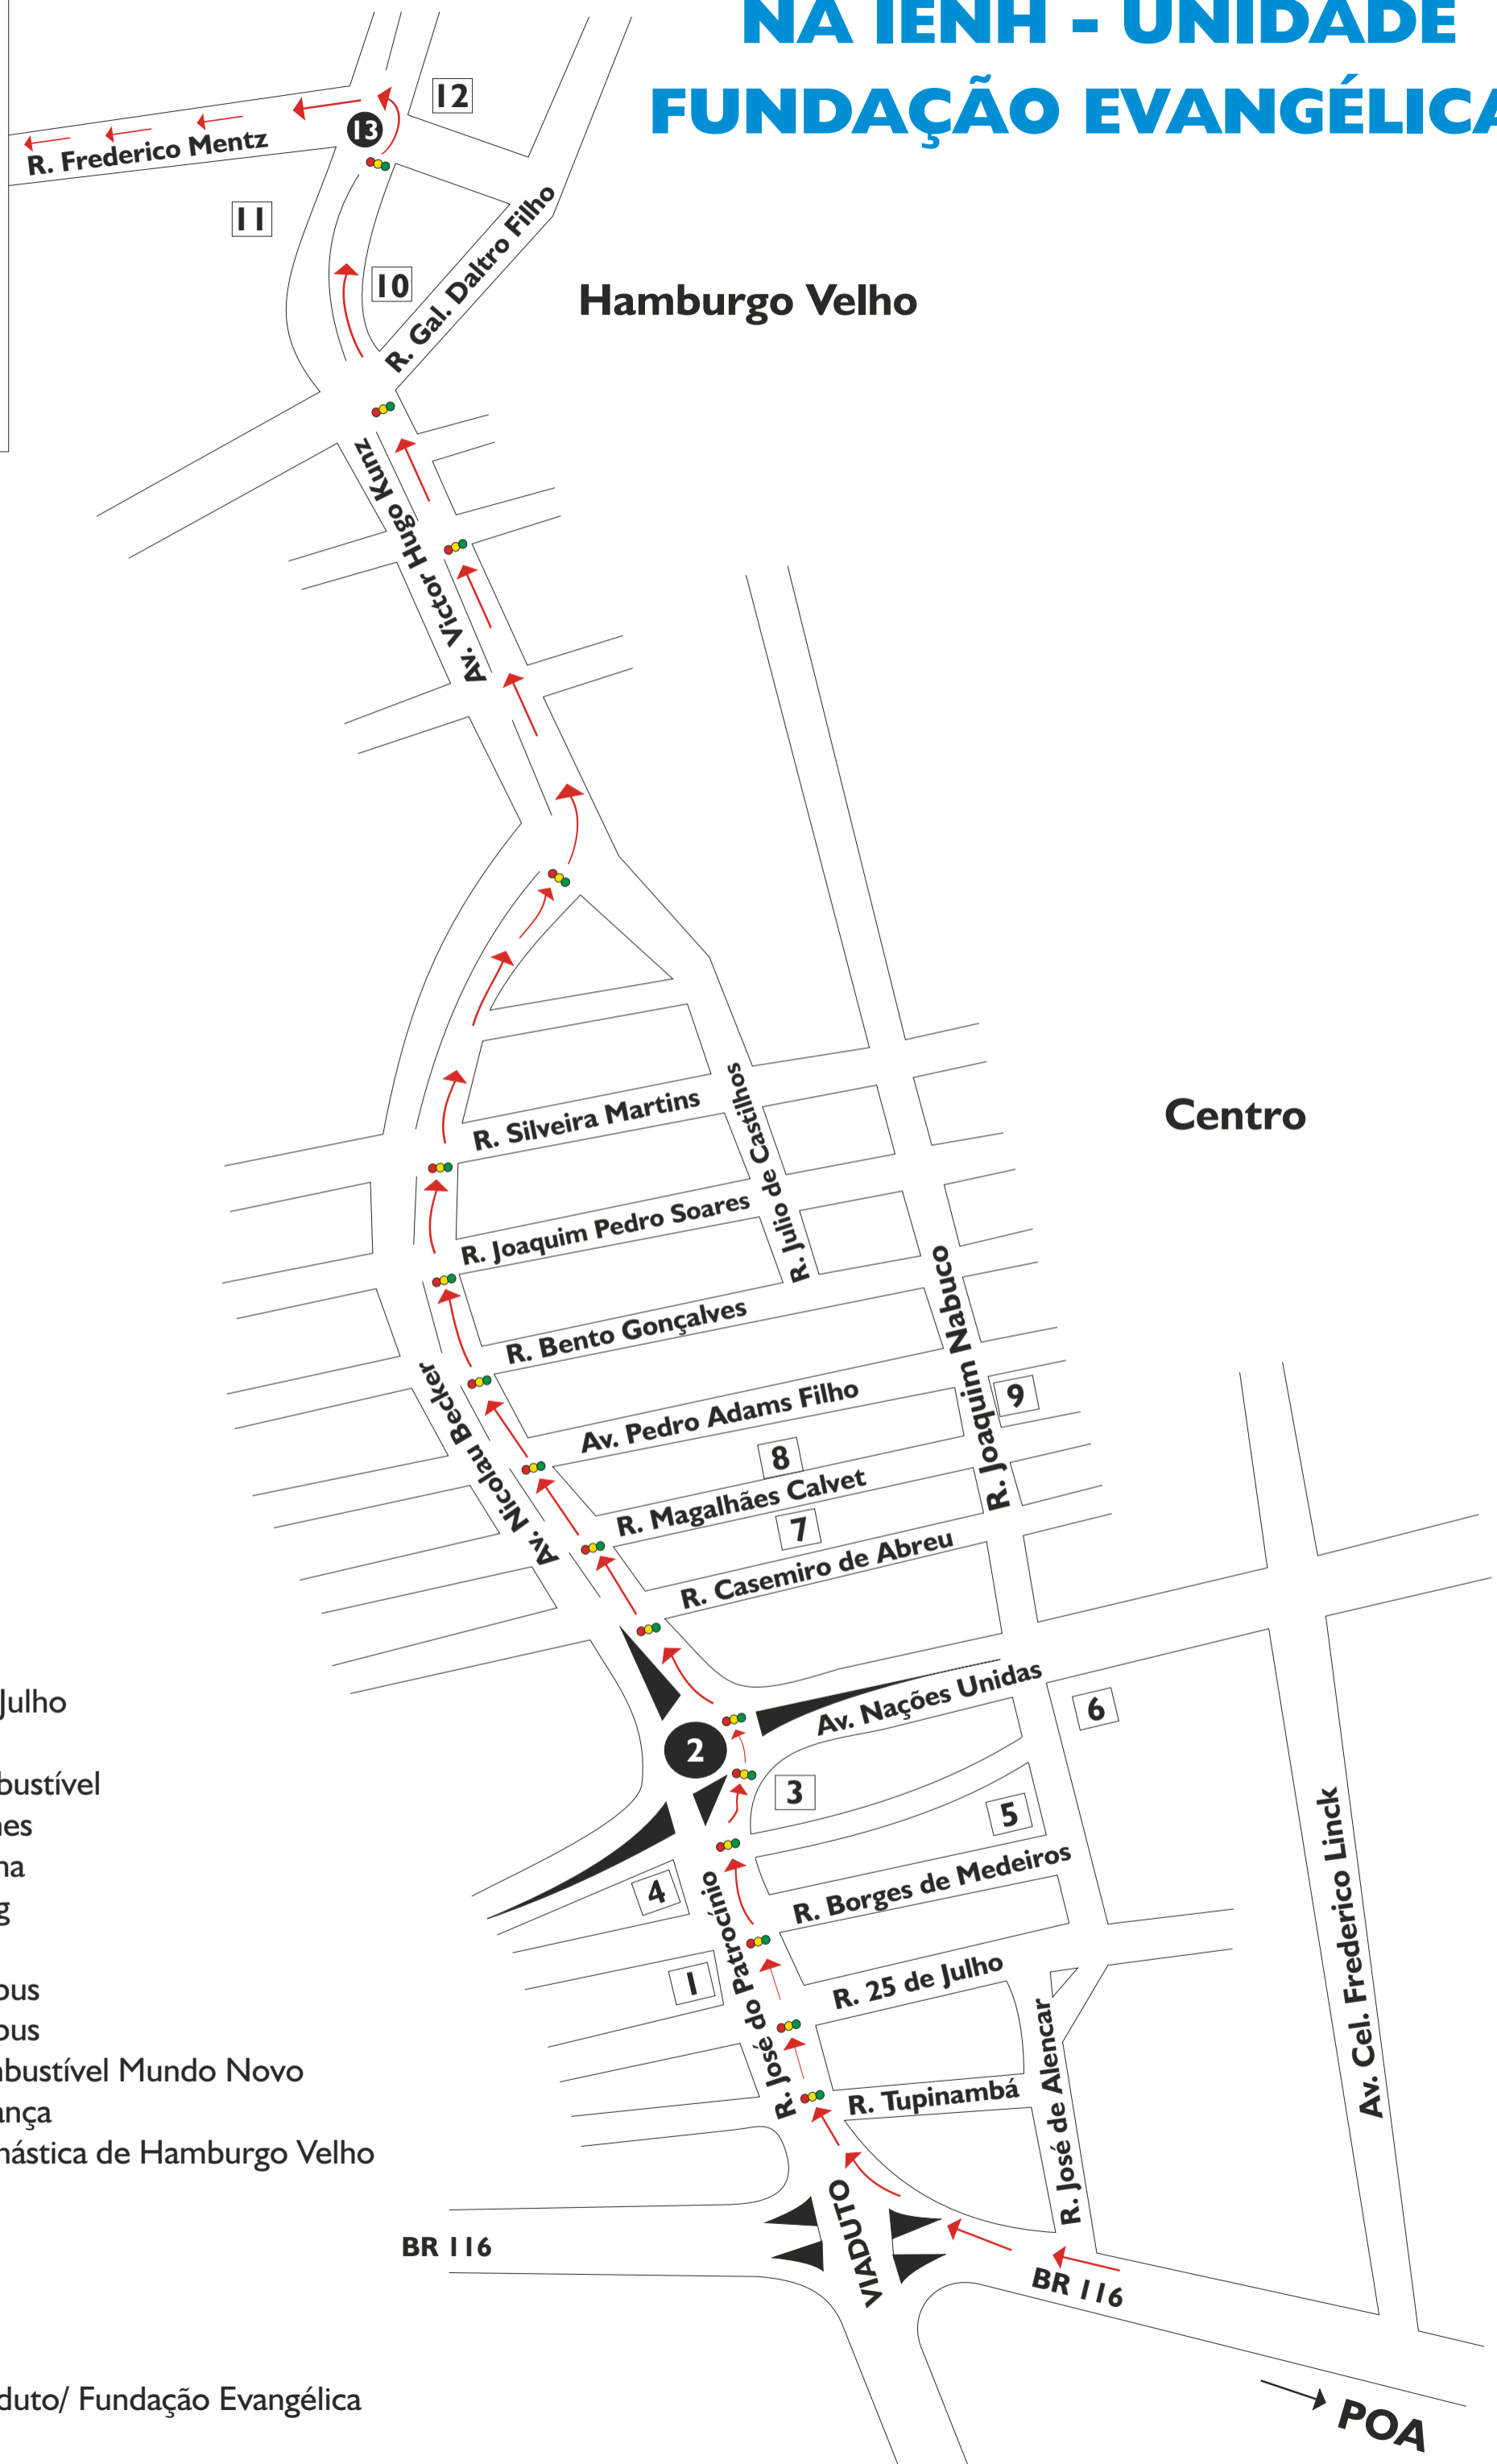 NA IENH - UNIDADE
FUNDAÇÃO EVANGÉLICA
12
13
R. Frederico Mentz
11
10
R. Gal. Daltro Filho
Hamburgo Velho
Av. Victor Hugo Kunz
Centro
R. Silveira Martins
R. Julio de Castilhos
R. Joaquim Pedro Soares
R. Bento Gonçalves
R. Joaquim Nabuco
Av. Nicolau Becker
Av. Pedro Adams Filho
9
8
R. Magalhães Calvet
7
R. Casemiro de Abreu
Av. Nações Unidas
6
2
3
5
4
R. Borges de Medeiros
R. José do Patrocínio
1
R. 25 de Julho
R. José de Alencar
Av. Cel. Frederico Linck
R. Tupinambá
VIADUTO
BR 116
BR 116
POA
Julho
bustível
nes
na
g
ous
ous
nbustível Mundo Novo
ança
nástica de Hamburgo Velho
duto/ Fundação Evangélica